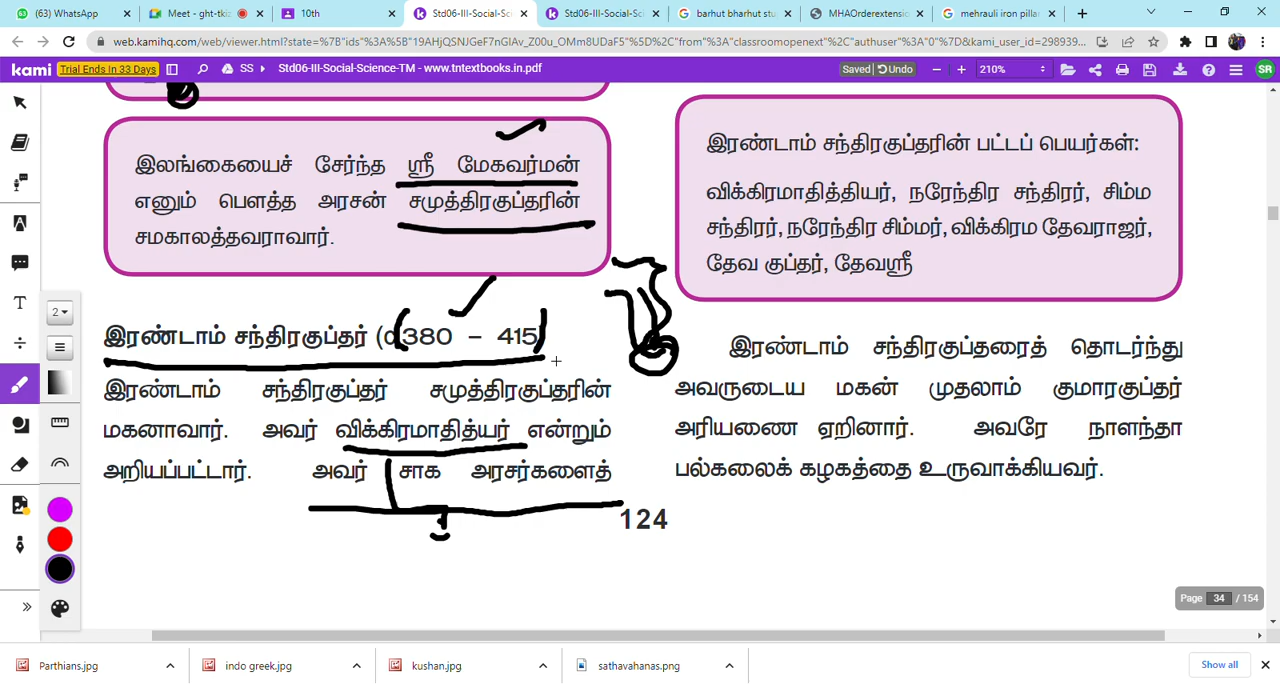 (63) WhatsApp
Meet - ght-tkiz
10th
Std06-III-Social-Sci
Std06-III-Social-Sci
barhut bharhut stu
MHAOrderextensio
mehrauli iron pillar
web.kamihq.com/web/viewer.html?state=%7B"ids"%3A%5B"19AHjQSNJGeF7nGlAv_Z00u_OMm8UDaF5"%5D%2C"from"%3A"classroomopenext"%2C"authuser"%3A"0"%7D&kami_user_id=298939...
kami Trial Ends In 33 Days SS Std06-III-Social-Science-TM - www.tntextbooks.in.pdf Saved Undo 210% SR
இலங்கையைச் சேர்ந்த ஸ்ரீ மேகவர்மன்
எனும் பௌத்த அரசன் சமுத்திரகுப்தரின்
சமகாலத்தவராவார்.
இரண்டாம் சந்திரகுப்தர் (c.380 – 415)
இரண்டாம் சந்திரகுப்தர் சமுத்திரகுப்தரின்
மகனாவார். அவர் விக்கிரமாதித்யர் என்றும்
அறியப்பட்டார். அவர் சாக அரசர்களைத்
124
இரண்டாம் சந்திரகுப்தரின் பட்டப் பெயர்கள்:
விக்கிரமாதித்தியர், நரேந்திர சந்திரர், சிம்ம
சந்திரர், நரேந்திர சிம்மர், விக்கிரம தேவராஜர்,
தேவ குப்தர், தேவஸ்ரீ
இரண்டாம் சந்திரகுப்தரைத் தொடர்ந்து
அவருடைய மகன் முதலாம் குமாரகுப்தர்
அரியணை ஏறினார். அவரே நாளந்தா
பல்கலைக் கழகத்தை உருவாக்கியவர்.
2
Page 34 / 154
Parthians.jpg
indo greek.jpg
kushan.jpg
sathavahanas.png
Show all